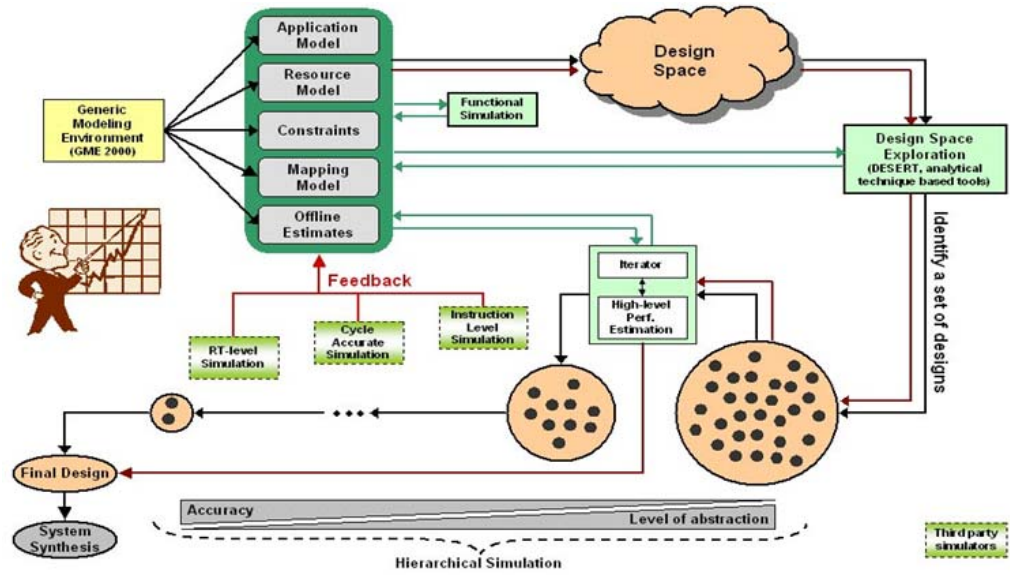 Application
Model
Resource
Model
Constraints
Mapping
Model
Offline
Estimates
Generic
Modeling
Environment
(GME 2000)
Functional
Simulation
Design
Space
Design Space
Exploration
(DESERT, analytical
technique based tools)
Identify a set of designs
Iterator
High-level
Perf.
Estimation
Feedback
RT-level
Simulation
Cycle
Accurate
Simulation
Instruction
Level
Simulation
Final Design
System
Synthesis
Accuracy
Level of abstraction
Hierarchical Simulation
Third party
simulators